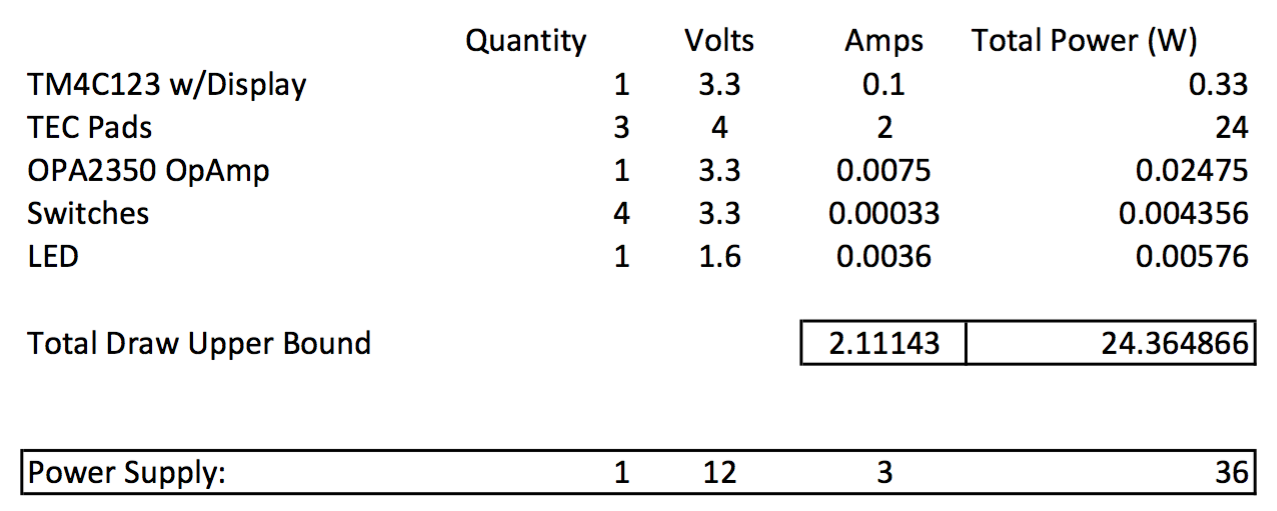 Quantity Volts Amps Total Power (W)
TM4C123 w/Display 1 3.3 0.1 0.33
TEC Pads 3 4 2 24
OPA2350 OpAmp 1 3.3 0.0075 0.02475
Switches 4 3.3 0.00033 0.004356
LED 1 1.6 0.0036 0.00576
Total Draw Upper Bound 2.11143 24.364866
Power Supply: 1 12 3 36